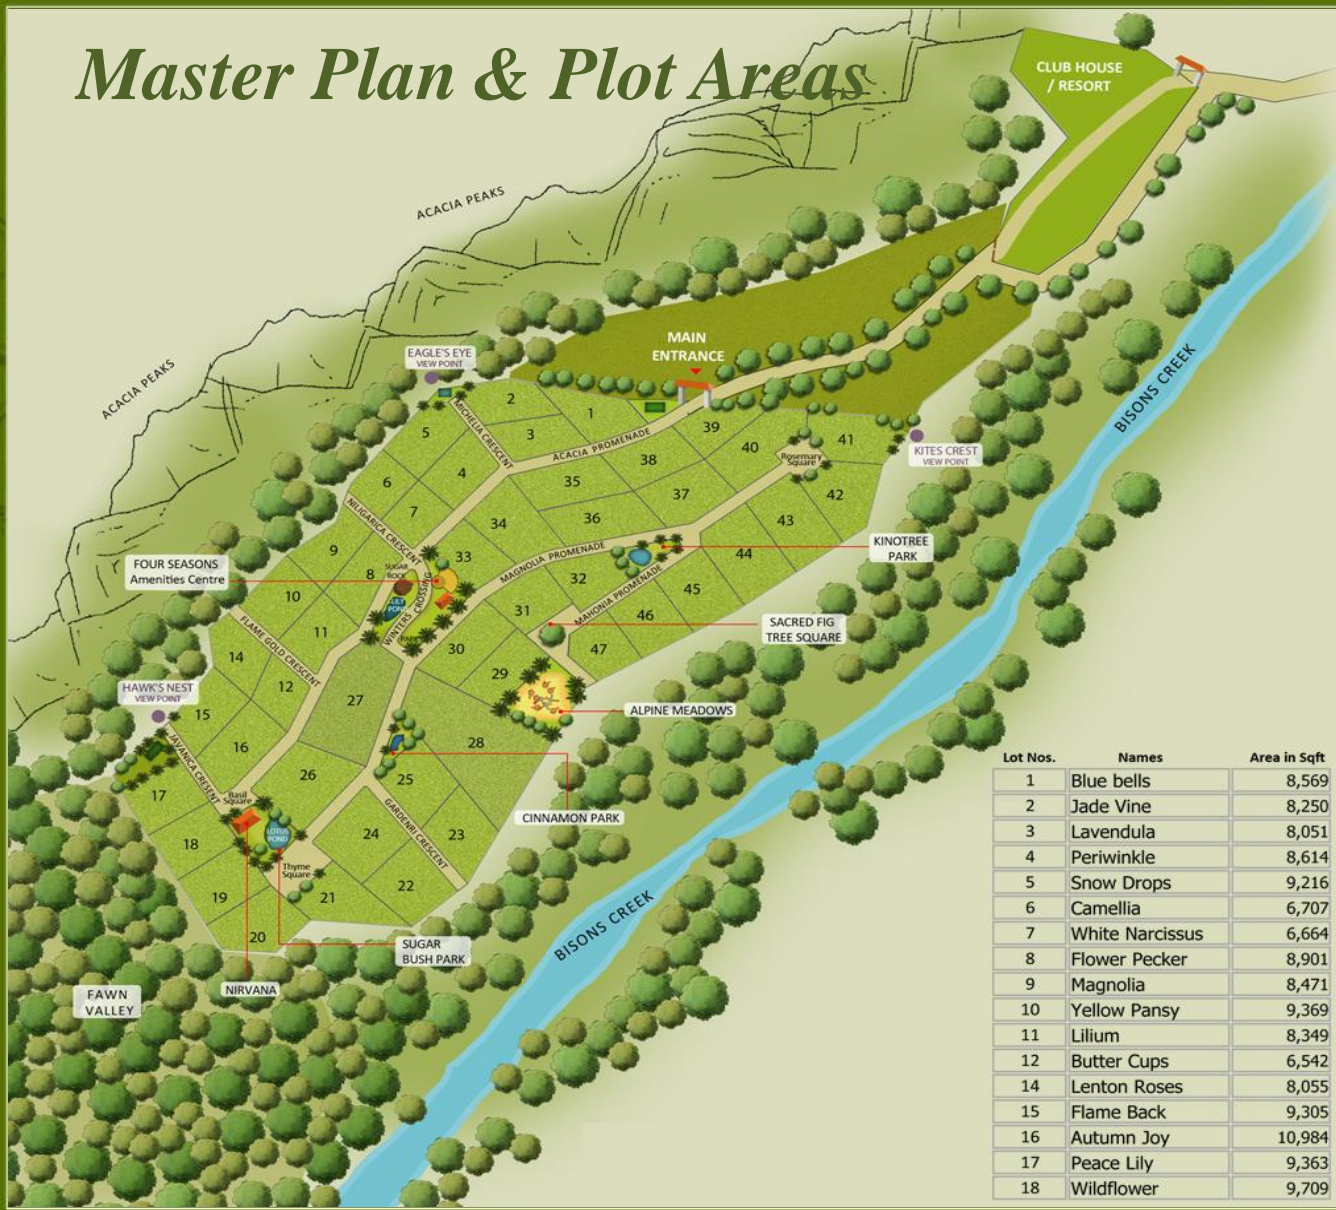 Master Plan & Plot Areas
CLUB HOUSE
/ RESORT
ACACIA PEAKS
ACACIA PEAKS
MAIN
ENTRANCE
EAGLE'S EYE
VIEW POINT
BISONS CREEK
KITES CREST
VIEW POINT
MICHELIA CRESCENT
ACACIA PROMENADE
Rosemary
Square
2
1
3
5
4
6
7
39
40
41
38
35
37
42
36
34
43
44
NILIGARICA CRESCENT
MAGNOLIA PROMENADE
KINOTREE
PARK
FOUR SEASONS
Amenities Centre
9
33
8
SUGAR
ROCK
LILY
POND
WINTERS CROSSING
PARK
32
MAHONIA PROMENADE
45
10
31
46
11
SACRED FIG
TREE SQUARE
FLAME GOLD CRESCENT
30
47
14
29
12
HAWK'S NEST
VIEW POINT
27
ALPINE MEADOWS
15
28
16
JAVANICA CRESENT
26
25
17
Basil
Square
CINNAMON PARK
GARDENRI CRESCENT
LOTUS
POND
24
23
18
Thyme
Square
22
19
21
20
SUGAR
BUSH PARK
NIRVANA
BISONS CREEK
FAWN
VALLEY
Lot Nos. Names Area in Sqft
1 Blue bells 8,569
2 Jade Vine 8,250
3 Lavendula 8,051
4 Periwinkle 8,614
5 Snow Drops 9,216
6 Camellia 6,707
7 White Narcissus 6,664
8 Flower Pecker 8,901
9 Magnolia 8,471
10 Yellow Pansy 9,369
11 Lilium 8,349
12 Butter Cups 6,542
14 Lenton Roses 8,055
15 Flame Back 9,305
16 Autumn Joy 10,984
17 Peace Lily 9,363
18 Wildflower 9,709